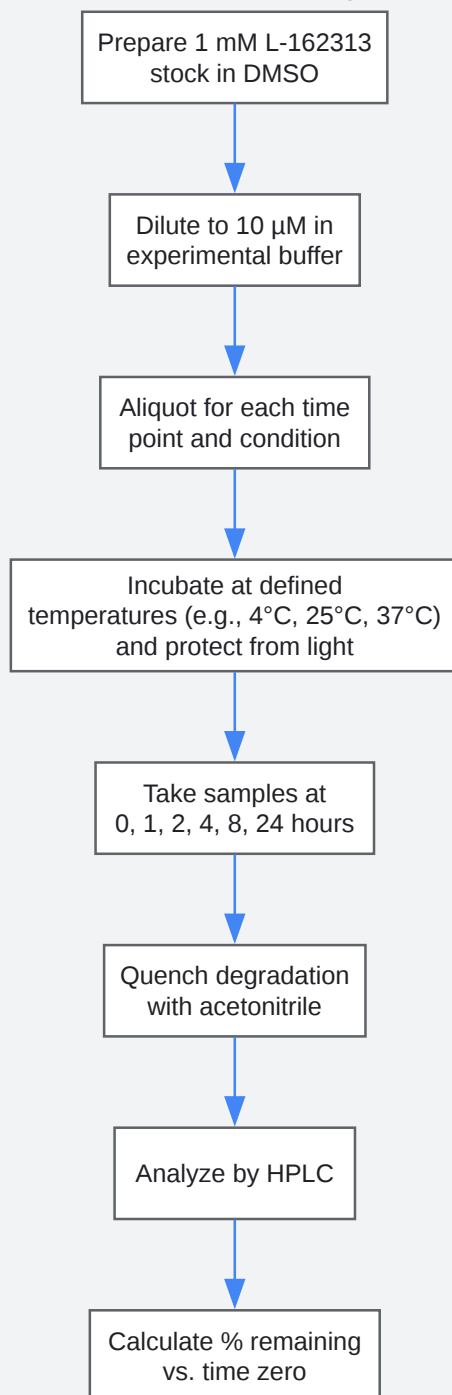 Prepare 1 mM L-162313
stock in DMSO
Dilute to 10 µM in
experimental buffer
Aliquot for each time
point and condition
Incubate at defined
temperatures (e.g., 4°C, 25°C, 37°C)
and protect from light
Take samples at
0, 1, 2, 4, 8, 24 hours
Quench degradation
with acetonitrile
Analyze by HPLC
Calculate % remaining
vs. time zero